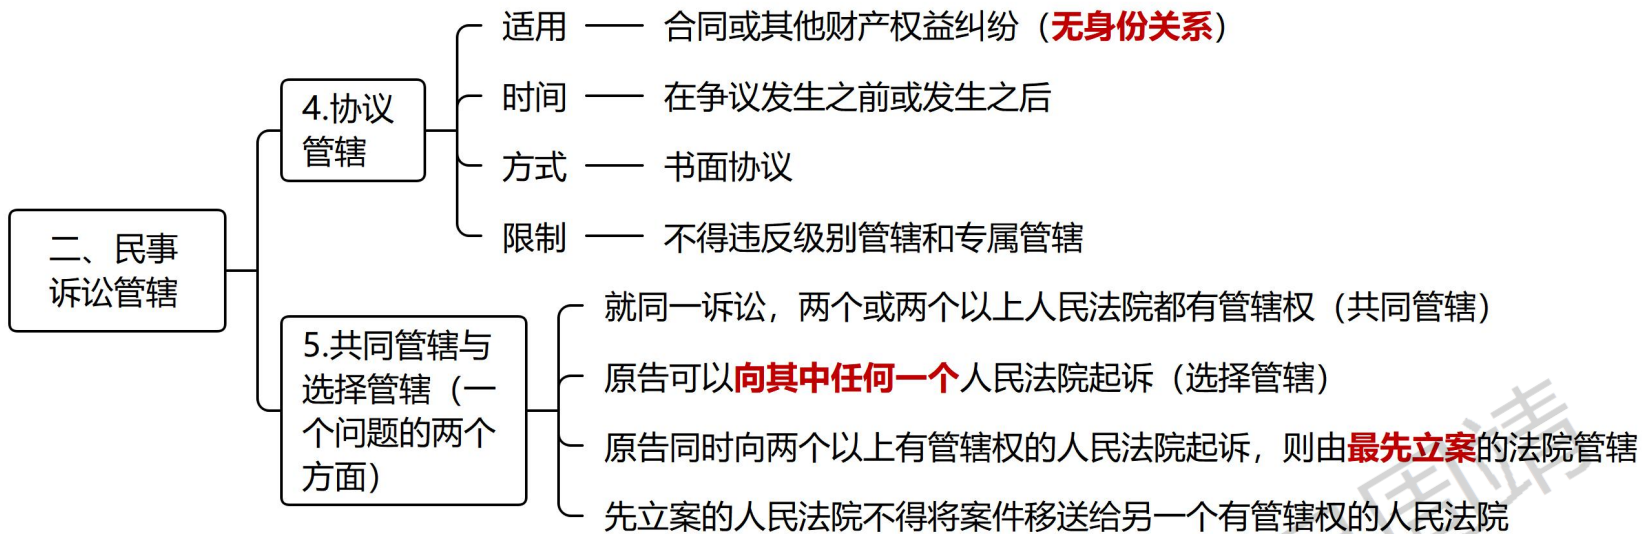 二、民事
诉讼管辖
4.协议
管辖
适用
合同或其他财产权益纠纷（无身份关系）
时间
在争议发生之前或发生之后
方式
书面协议
限制
不得违反级别管辖和专属管辖
5.共同管辖与
选择管辖（一
个问题的两个
方面）
就同一诉讼，两个或两个以上人民法院都有管辖权（共同管辖）
原告可以向其中任何一个人民法院起诉（选择管辖）
原告同时向两个以上有管辖权的人民法院起诉，则由最先立案的法院管辖
先立案的人民法院不得将案件移送给另一个有管辖权的人民法院